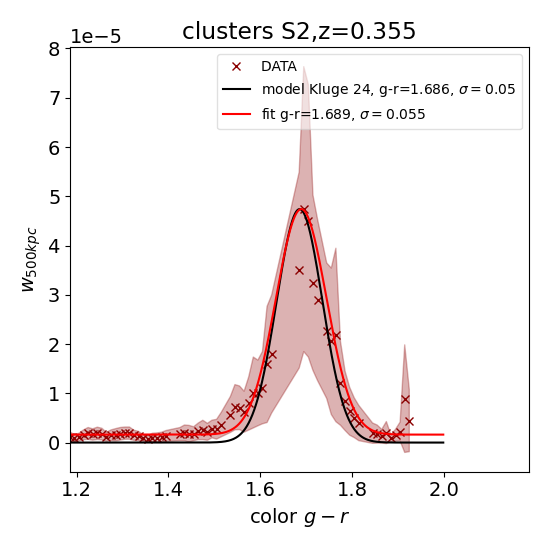 clusters S2,z=0.355
1e−5
8
7
6
5
4
3
2
1
0
w500kpc
DATA
model Kluge 24, g-r=1.686, σ = 0.05
fit g-r=1.689, σ = 0.055
1.2 1.4 1.6 1.8 2.0
color g − r